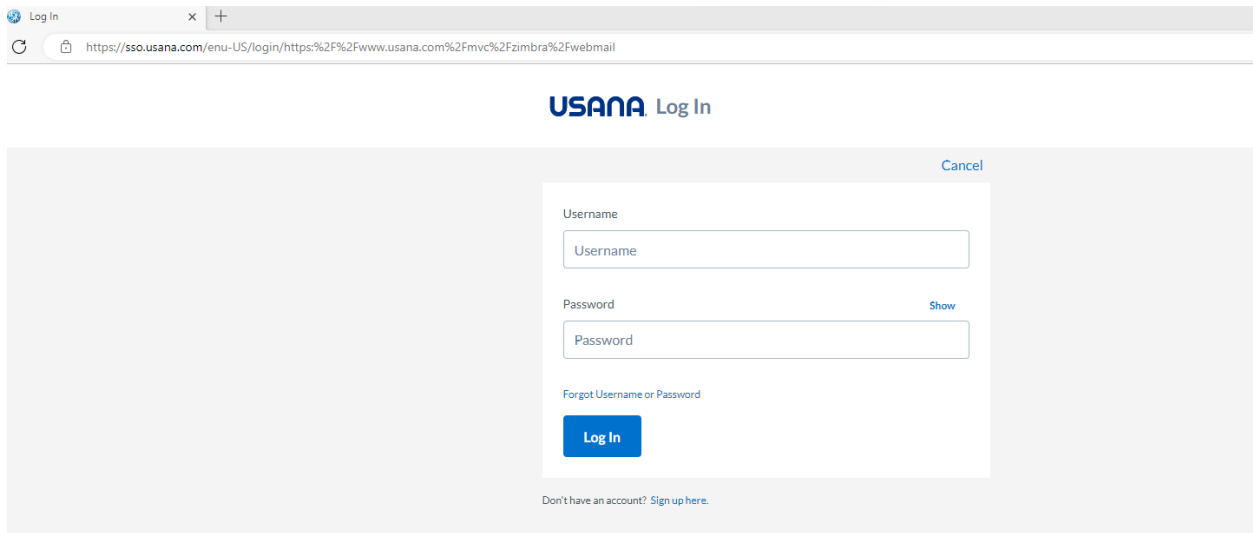 Log In
https://sso.usana.com/enu-US/login/https:%2F%2Fwww.usana.com%2Fmvc%2Fzimbra%2Fwebmail
USANA Log In
Cancel
Username
Username
Password Show
Password
Forgot Username or Password
Log In
Don't have an account? Sign up here.